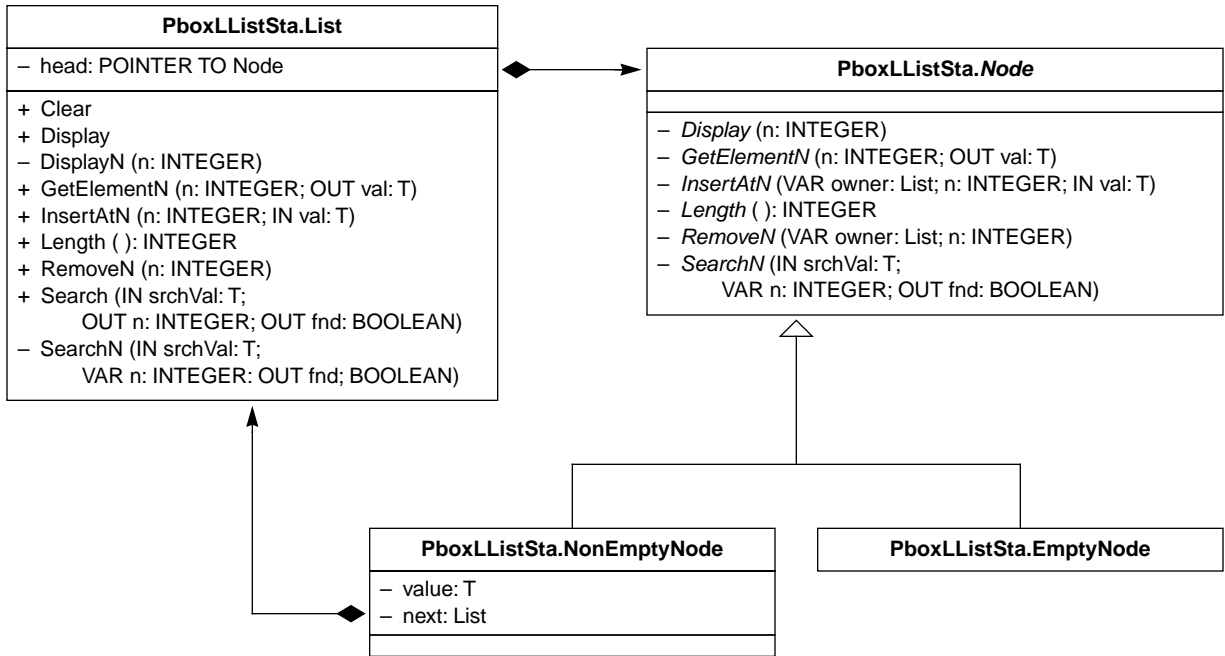 PboxLListSta.List
– head: POINTER TO Node
+ Clear
+ Display
– DisplayN (n: INTEGER)
+ GetElementN (n: INTEGER; OUT val: T)
+ InsertAtN (n: INTEGER; IN val: T)
+ Length ( ): INTEGER
+ RemoveN (n: INTEGER)
+ Search (IN srchVal: T;
OUT n: INTEGER; OUT fnd: BOOLEAN)
– SearchN (IN srchVal: T;
VAR n: INTEGER: OUT fnd; BOOLEAN)
PboxLListSta.Node
– Display (n: INTEGER)
– GetElementN (n: INTEGER; OUT val: T)
– InsertAtN (VAR owner: List; n: INTEGER; IN val: T)
– Length ( ): INTEGER
– RemoveN (VAR owner: List; n: INTEGER)
– SearchN (IN srchVal: T;
VAR n: INTEGER; OUT fnd: BOOLEAN)
PboxLListSta.NonEmptyNode
– value: T
– next: List
PboxLListSta.EmptyNode